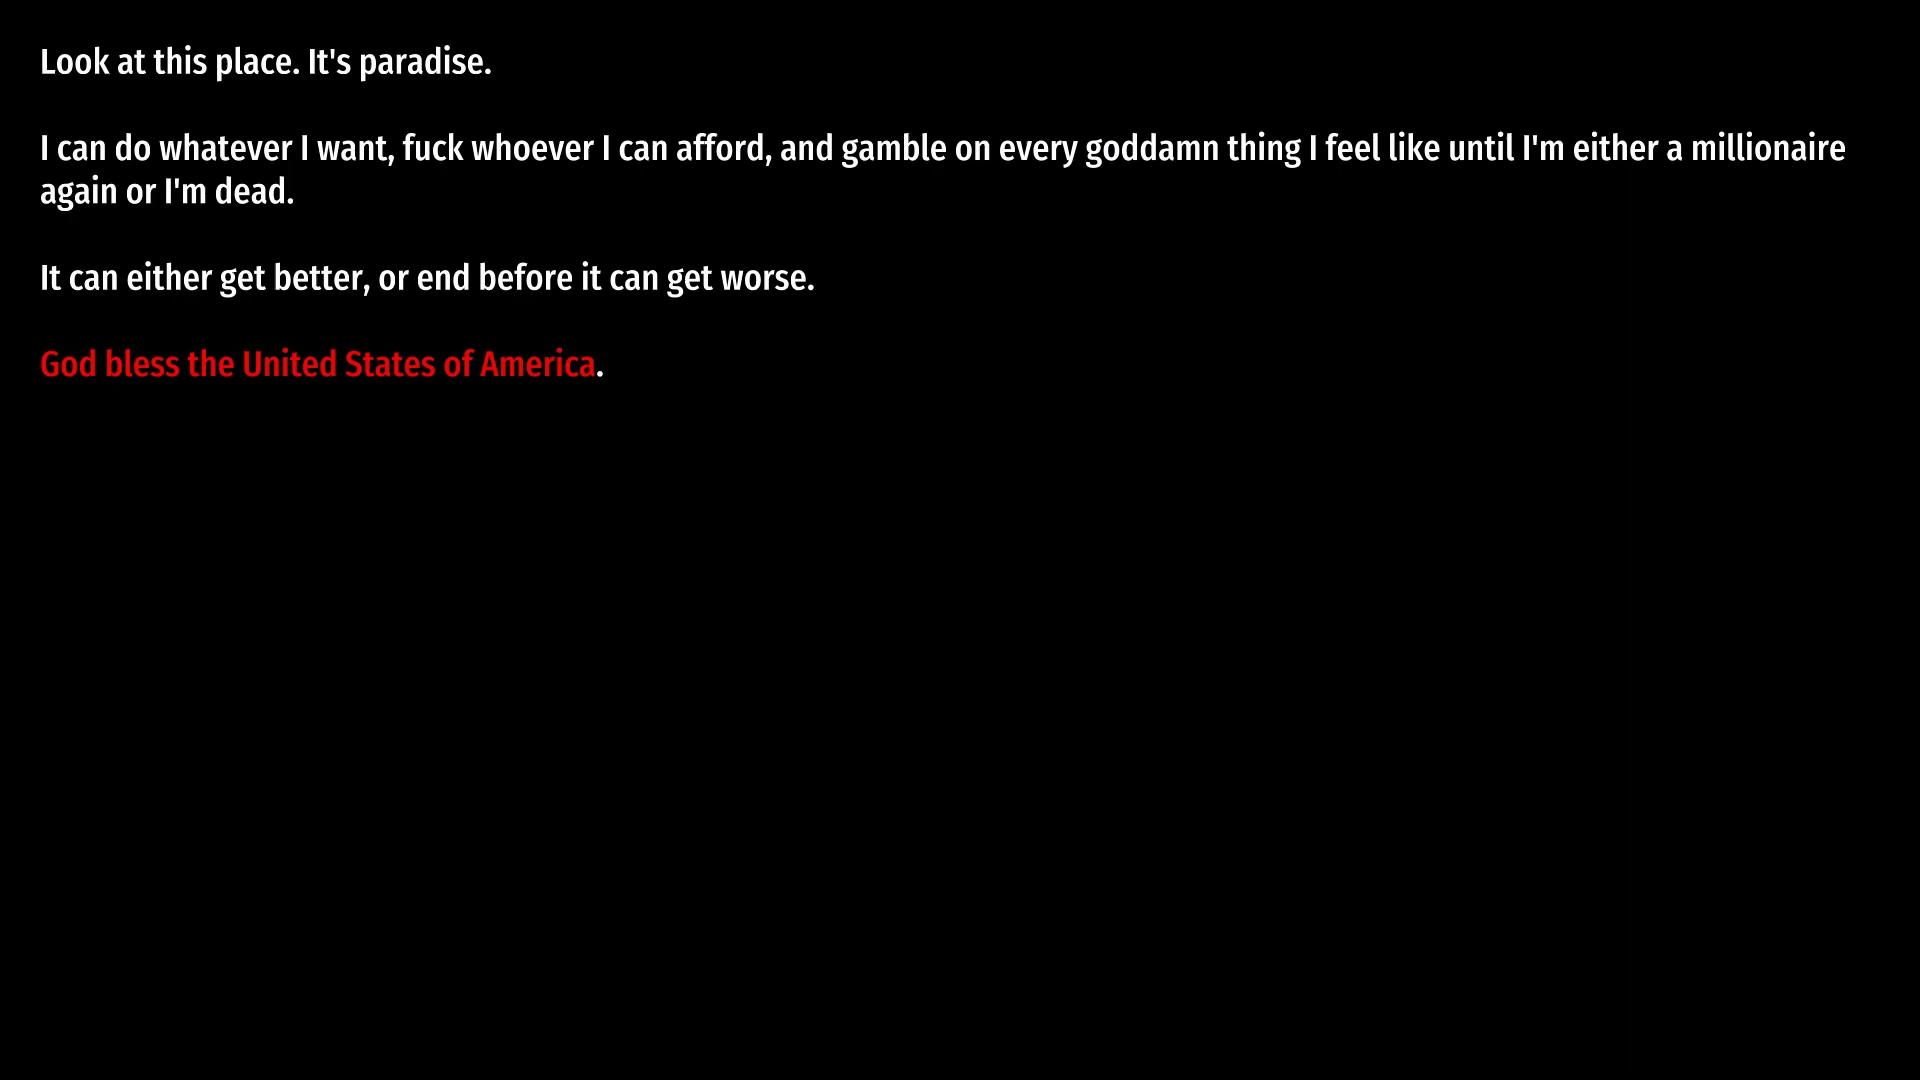 Look at this place. It's paradise.
I can do whatever I want, fuck whoever I can afford, and gamble on every goddamn thing I feel like until I'm either a millionaire
again or I'm dead.
It can either get better, or end before it can get worse.
God bless the United States of America.